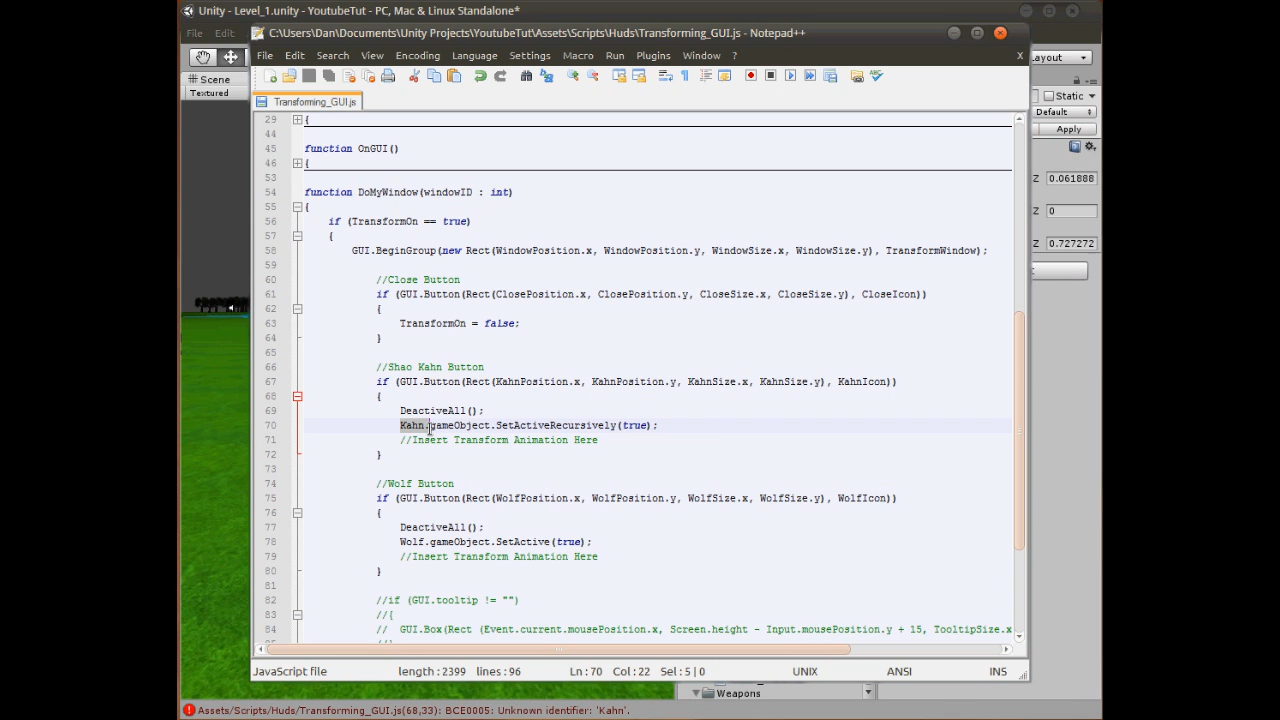 Unity - Level_1.unity - YoutubeTut - PC, Mac & Linux Standalone*
C:\Users\Dan\Documents\Unity Projects\YoutubeTut\Assets\Scripts\Huds\Transforming_GUI.js - Notepad++
File Edit
File Edit Search View Encoding Language Settings Macro Run Plugins Window ? X
Layout
Scene
Textured
Static
Default
Apply
Z 0.061888
Z 0
Z 0.727272
Transforming_GUI.js
29 {
44
45 function OnGUI()
46 {
53
54 function DoMyWindow(windowID : int)
55 {
56 if (TransformOn == true)
57 {
58 GUI.BeginGroup(new Rect(WindowPosition.x, WindowPosition.y, WindowSize.x, WindowSize.y), TransformWindow);
59
60 //Close Button
61 if (GUI.Button(Rect(ClosePosition.x, ClosePosition.y, CloseSize.x, CloseSize.y), CloseIcon))
62 {
63 TransformOn = false;
64 }
65
66 //Shao Kahn Button
67 if (GUI.Button(Rect(KahnPosition.x, KahnPosition.y, KahnSize.x, KahnSize.y), KahnIcon))
68 {
69 DeactiveAll();
70 Kahn.gameObject.SetActiveRecursively(true);
71 //Insert Transform Animation Here
72 }
74 //Wolf Button
75 if (GUI.Button(Rect(WolfPosition.x, WolfPosition.y, WolfSize.x, WolfSize.y), WolfIcon))
76 {
77 DeactiveAll();
78 Wolf.gameObject.SetActive(true);
79 //Insert Transform Animation Here
80 }
81
82 //if (GUI.tooltip != "")
83 //{
84 // GUI.Box(Rect (Event.current.mousePosition.x, Screen.height - Input.mousePosition.y + 15, TooltipSize.x
JavaScript file length : 2399 lines : 96 Ln : 70 Col : 22 Sel : 5 | 0 UNIX ANSI INS
Weapons
Assets/Scripts/Huds/Transforming_GUI.js(68,33): BCE0005: Unknown identifier: 'Kahn'.